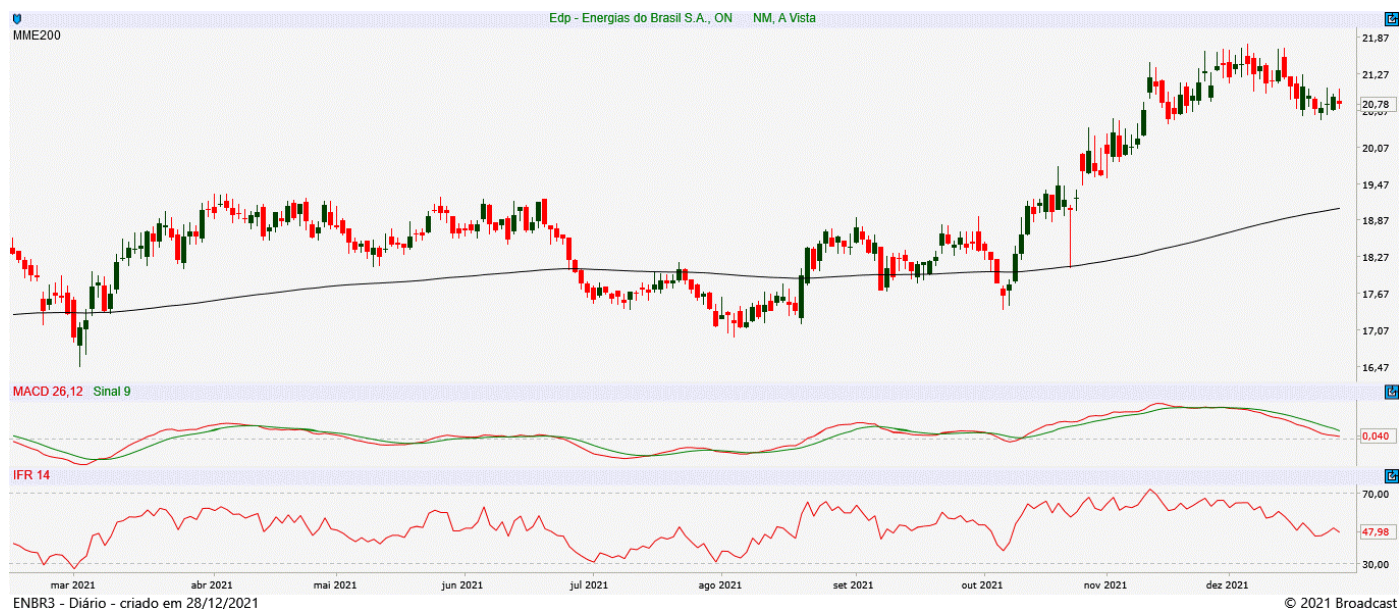 Edp - Energias do Brasil S.A., ON NM, A Vista
MME200
21,87
21,27
20,78
20,07
19,47
18,87
18,27
17,67
17,07
16,47
MACD 26,12 Sinal 9
0,040
IFR 14
70,00
47,98
30,00
mar 2021 abr 2021 mai 2021 jun 2021 jul 2021 ago 2021 set 2021 out 2021 nov 2021 dez 2021
ENBR3 - Diário - criado em 28/12/2021 © 2021 Broadcast